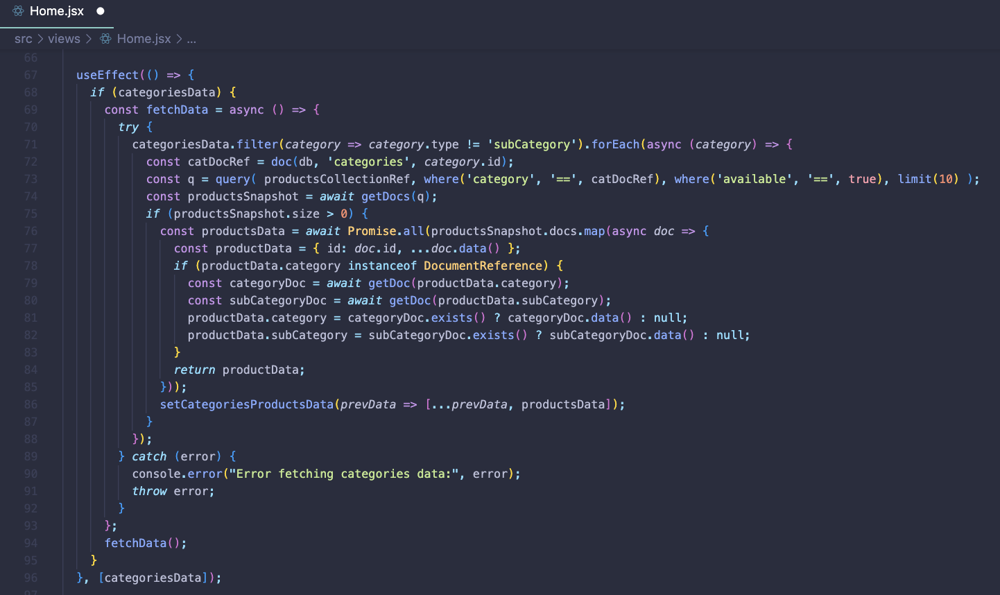 Home.jsx
src > views > Home.jsx > ...
66
67 useEffect(() => {
68 if (categoriesData) {
69 const fetchData = async () => {
70 try {
71 categoriesData.filter(category => category.type != 'subCategory').forEach(async (category) => {
72 const catDocRef = doc(db, 'categories', category.id);
73 const q = query( productsCollectionRef, where('category', '==', catDocRef), where('available', '==', true), limit(10) );
74 const productsSnapshot = await getDocs(q);
75 if (productsSnapshot.size > 0) {
76 const productsData = await Promise.all(productsSnapshot.docs.map(async doc => {
77 const productData = { id: doc.id, ...doc.data() };
78 if (productData.category instanceof DocumentReference) {
79 const categoryDoc = await getDoc(productData.category);
80 const subCategoryDoc = await getDoc(productData.subCategory);
81 productData.category = categoryDoc.exists() ? categoryDoc.data() : null;
82 productData.subCategory = subCategoryDoc.exists() ? subCategoryDoc.data() : null;
83 }
84 return productData;
85 }));
86 setCategoriesProductsData(prevData => [...prevData, productsData]);
87 }
88 });
89 } catch (error) {
90 console.error("Error fetching categories data:", error);
91 throw error;
92 }
93 };
94 fetchData();
95 }
96 }, [categoriesData]);
97